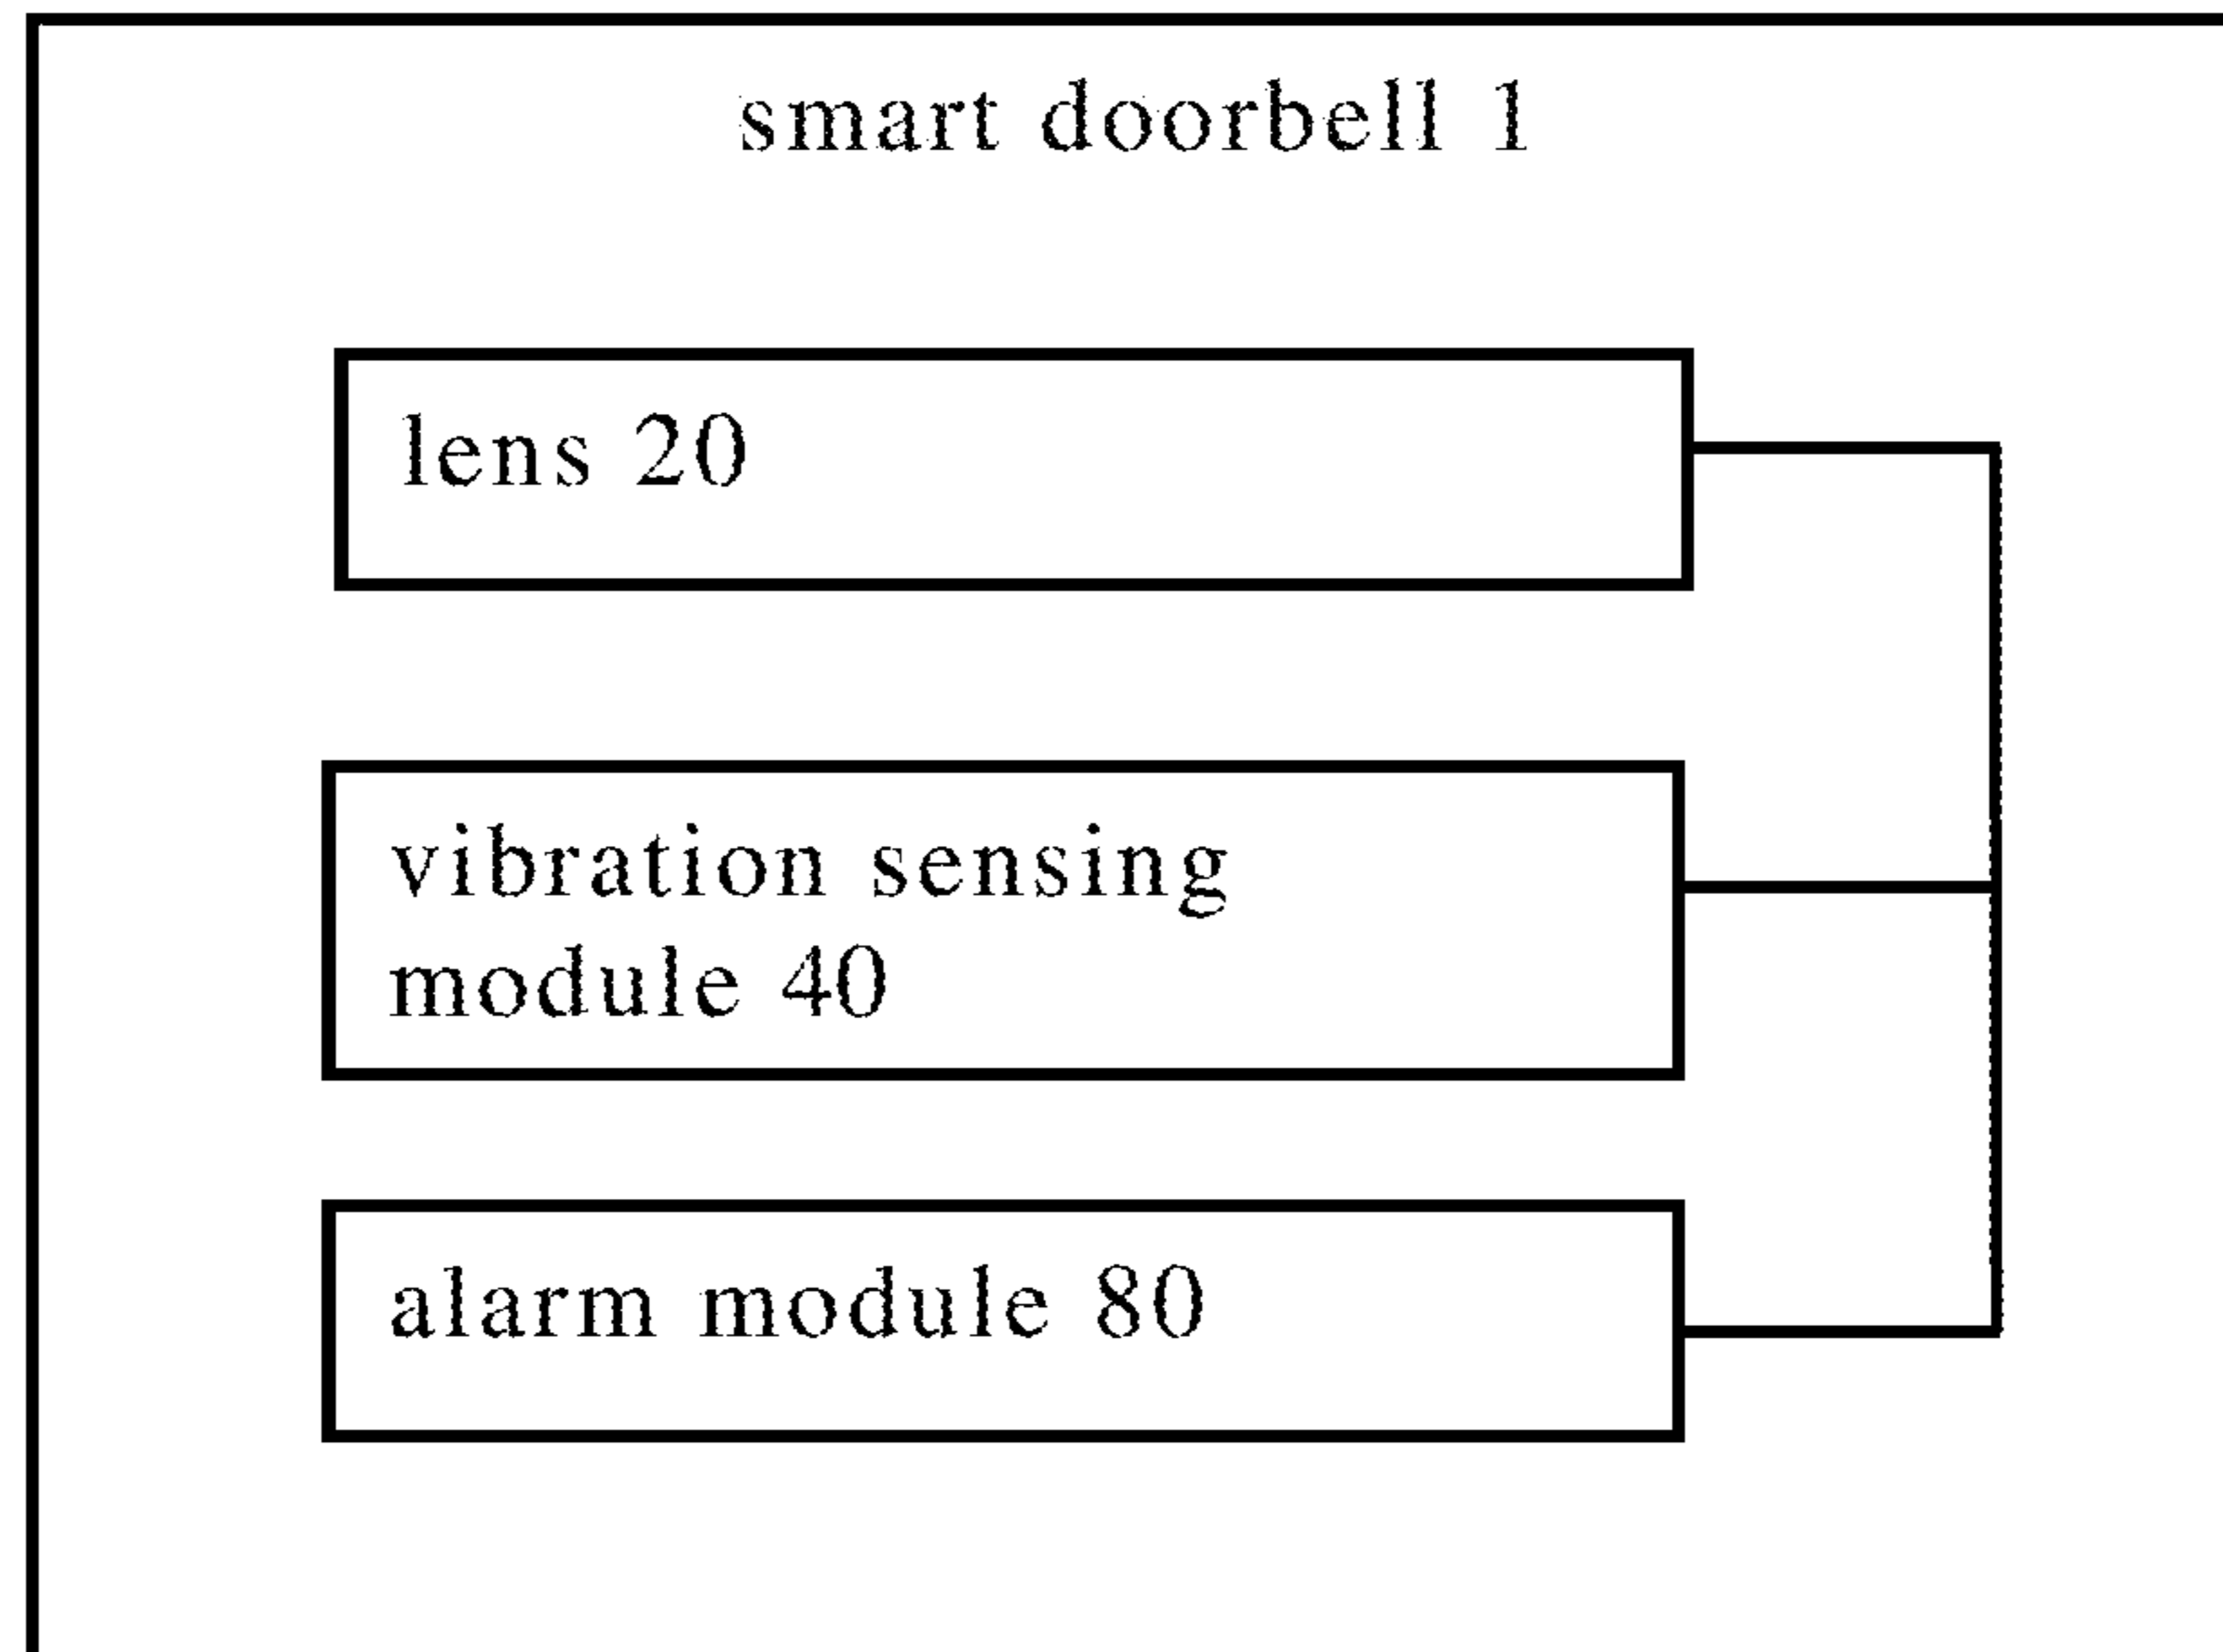 smart doorbell 1
lens 20
vibration sensing
module 40
alarm module 80